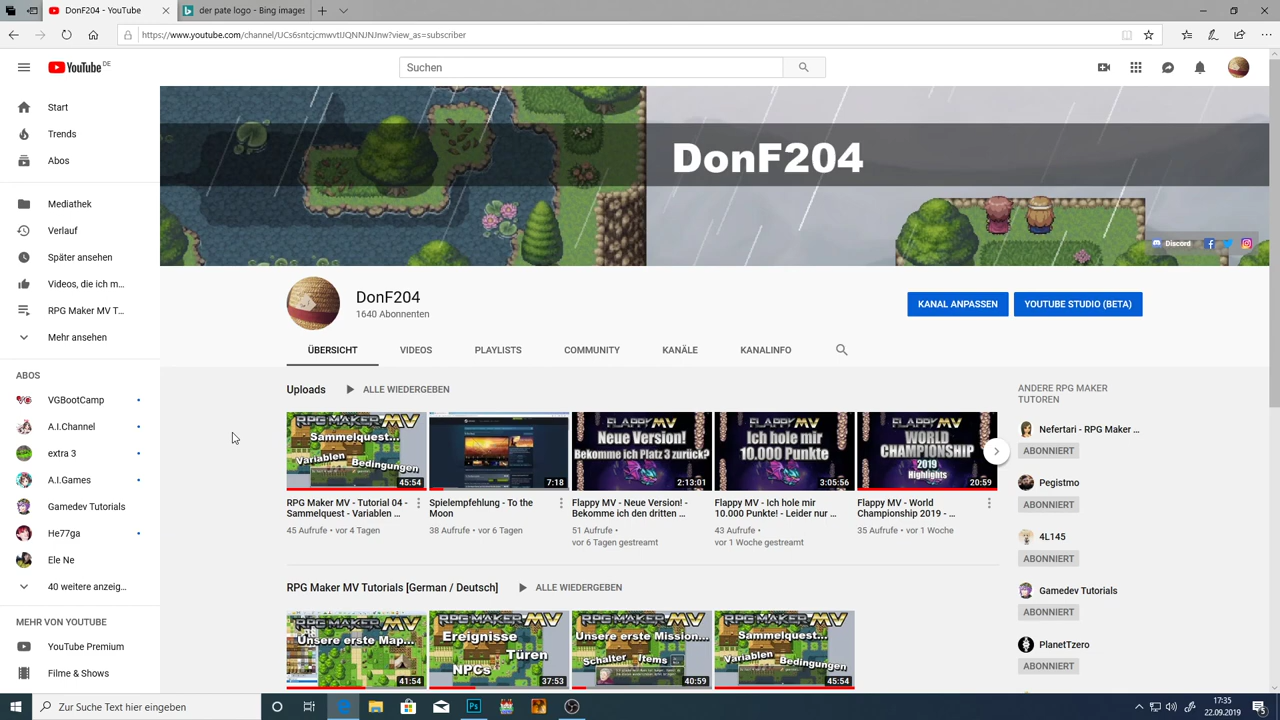 DonF204 - YouTube
der pate logo - Bing images
https://www.youtube.com/channel/UCs6sntcjcmwvtIJQNNJNJnw?view_as=subscriber
YouTube DE
Suchen
Start
Trends
Abos
Mediathek
Verlauf
Später ansehen
Videos, die ich m...
RPG Maker MV T...
Mehr ansehen
ABOS
VGBootCamp
A.I.Channel
extra 3
A.I.Games
Gamedev Tutorials
He77ga
Ele Ne
40 weitere anzeig...
MEHR VON YOUTUBE
YouTube Premium
Filme & Shows
DonF204
Discord
DonF204
1640 Abonnenten
KANAL ANPASSEN
YOUTUBE STUDIO (BETA)
ÜBERSICHT VIDEOS PLAYLISTS COMMUNITY KANÄLE KANALINFO
Uploads ALLE WIEDERGEBEN
RPG MAKER MV
Sammelquest...
Variablen Bedingungen
45:54
RPG Maker MV - Tutorial 04 -
Sammelquest - Variablen ...
45 Aufrufe • vor 4 Tagen
7:18
Spielempfehlung - To the
Moon
38 Aufrufe • vor 6 Tagen
FLAPPY MV
Neue Version!
Bekomme ich Platz 3 zurück?
2:13:01
Flappy MV - Neue Version! -
Bekomme ich den dritten ...
51 Aufrufe •
vor 6 Tagen gestreamt
FLAPPY MV
Ich hole mir
10.000 Punkte
3:05:56
Flappy MV - Ich hole mir
10.000 Punkte! - Leider nur ...
43 Aufrufe •
vor 1 Woche gestreamt
FLAPPY MV
WORLD
CHAMPIONSHIP
2019
Highlights
20:59
Flappy MV - World
Championship 2019 - ...
35 Aufrufe • vor 1 Woche
RPG Maker MV Tutorials [German / Deutsch] ALLE WIEDERGEBEN
RPG MAKER MV
Unsere erste Map...
41:54
RPG MAKER MV
Ereignisse
Türen
NPCs
37:53
RPG MAKER MV
Unsere erste Mission...
Schalter Items
40:59
RPG MAKER MV
Sammelquest...
Variablen Bedingungen
45:54
ANDERE RPG MAKER
TUTOREN
Nefertari - RPG Maker ...
ABONNIERT
Pegistmo
ABONNIERT
4L145
ABONNIERT
Gamedev Tutorials
ABONNIERT
PlanetTzero
ABONNIERT
Zur Suche Text hier eingeben
Ps
17:35
22.09.2019